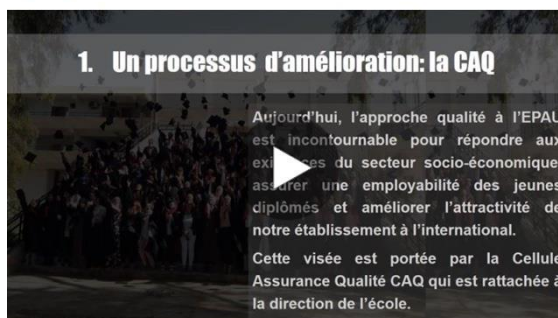 1. Un processus d'amélioration: la CAQ
Aujourd'hui, l'approche qualité à l'EPAU
est incontournable pour répondre aux
exigences du secteur socio-économique
assurer une employabilité des jeunes
diplômés et améliorer l'attractivité de
notre établissement à l'international.
Cette visée est portée par la Cellule
Assurance Qualité CAQ qui est rattachée à
la direction de l'école.